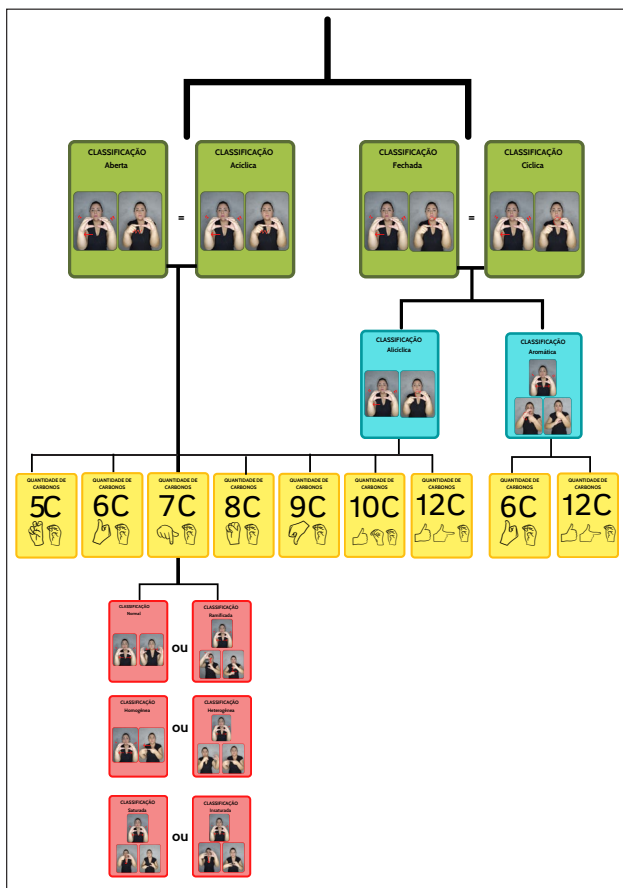 CLASSIFICAÇÃO
Aberta
=
CLASSIFICAÇÃO
Acíclica
CLASSIFICAÇÃO
Fechada
=
CLASSIFICAÇÃO
Cíclica
CLASSIFICAÇÃO
Alicíclica
CLASSIFICAÇÃO
Aromática
QUANTIDADE DE
CARBONOS
5C
QUANTIDADE DE
CARBONOS
6C
QUANTIDADE DE
CARBONOS
7C
QUANTIDADE DE
CARBONOS
8C
QUANTIDADE DE
CARBONOS
9C
QUANTIDADE DE
CARBONOS
10C
QUANTIDADE DE
CARBONOS
12C
QUANTIDADE DE
CARBONOS
6C
QUANTIDADE DE
CARBONOS
12C
CLASSIFICAÇÃO
Normal
ou
CLASSIFICAÇÃO
Ramificada
CLASSIFICAÇÃO
Homogênea
ou
CLASSIFICAÇÃO
Heterogênea
CLASSIFICAÇÃO
Saturada
ou
CLASSIFICAÇÃO
Insaturada